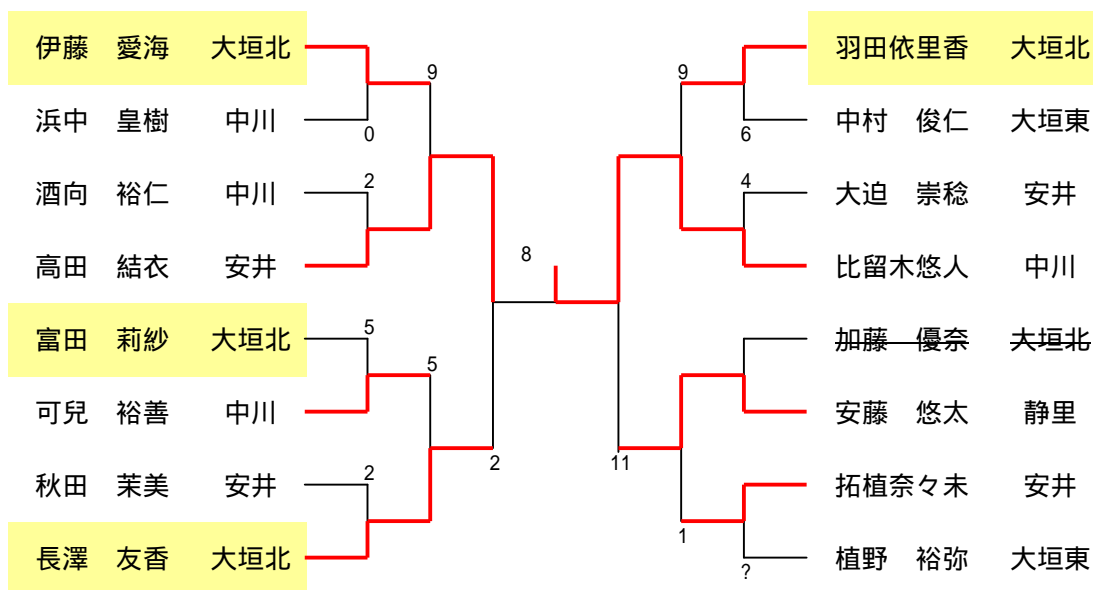 伊藤 愛海 大垣北
9
浜中 皇樹 中川
0
酒向 裕仁 中川
2
高田 結衣 安井
富田 莉紗 大垣北
5
5
可兒 裕善 中川
秋田 茉美 安井
2
2
長澤 友香 大垣北
8
羽田依里香 大垣北
9
中村 俊仁 大垣東
6
大迫 崇稔 安井
4
比留木悠人 中川
加藤 優奈 大垣北
安藤 悠太 静里
11
拓植奈々未 安井
1
植野 裕弥 大垣東
?